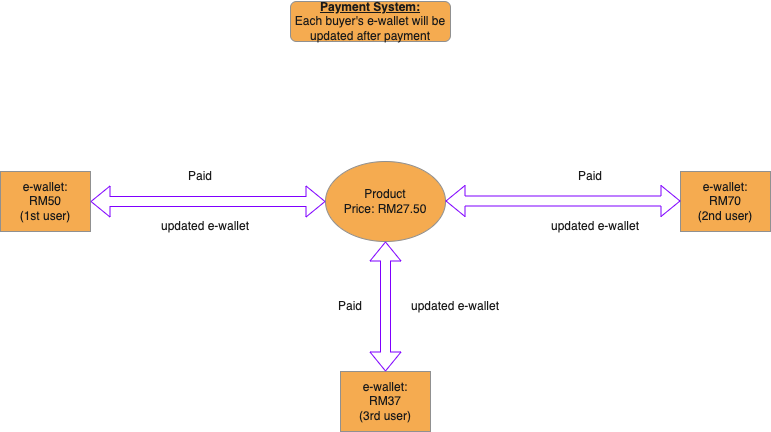 Payment System:
Each buyer's e-wallet will be
updated after payment
Paid
Paid
e-wallet:
RM50
(1st user)
Product
Price: RM27.50
e-wallet:
RM70
(2nd user)
updated e-wallet
updated e-wallet
Paid
updated e-wallet
e-wallet:
RM37
(3rd user)